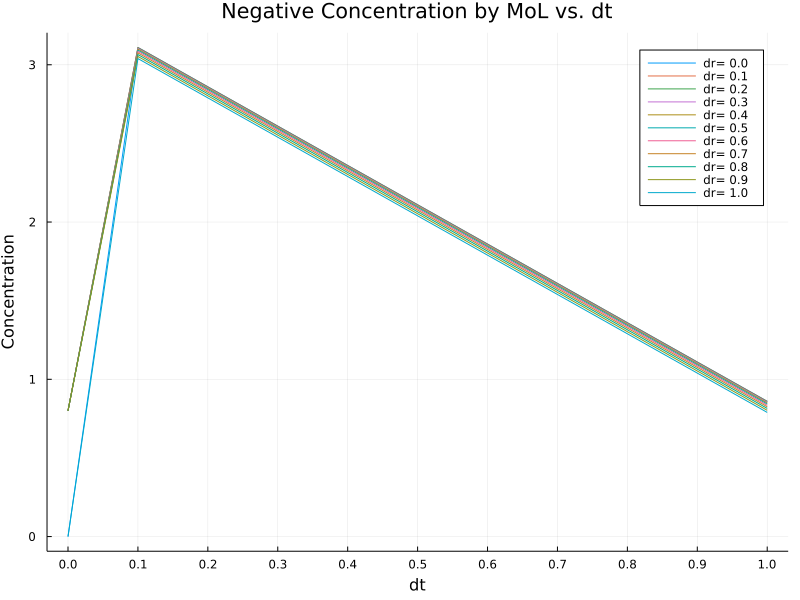 Negative Concentration by MoL vs. dt
dr= 0.0
dr= 0.1
dr= 0.2
dr= 0.3
dr= 0.4
dr= 0.5
dr= 0.6
dr= 0.7
dr= 0.8
dr= 0.9
dr= 1.0
3
2
1
0
Concentration
0.0 0.1 0.2 0.3 0.4 0.5 0.6 0.7 0.8 0.9 1.0
dt